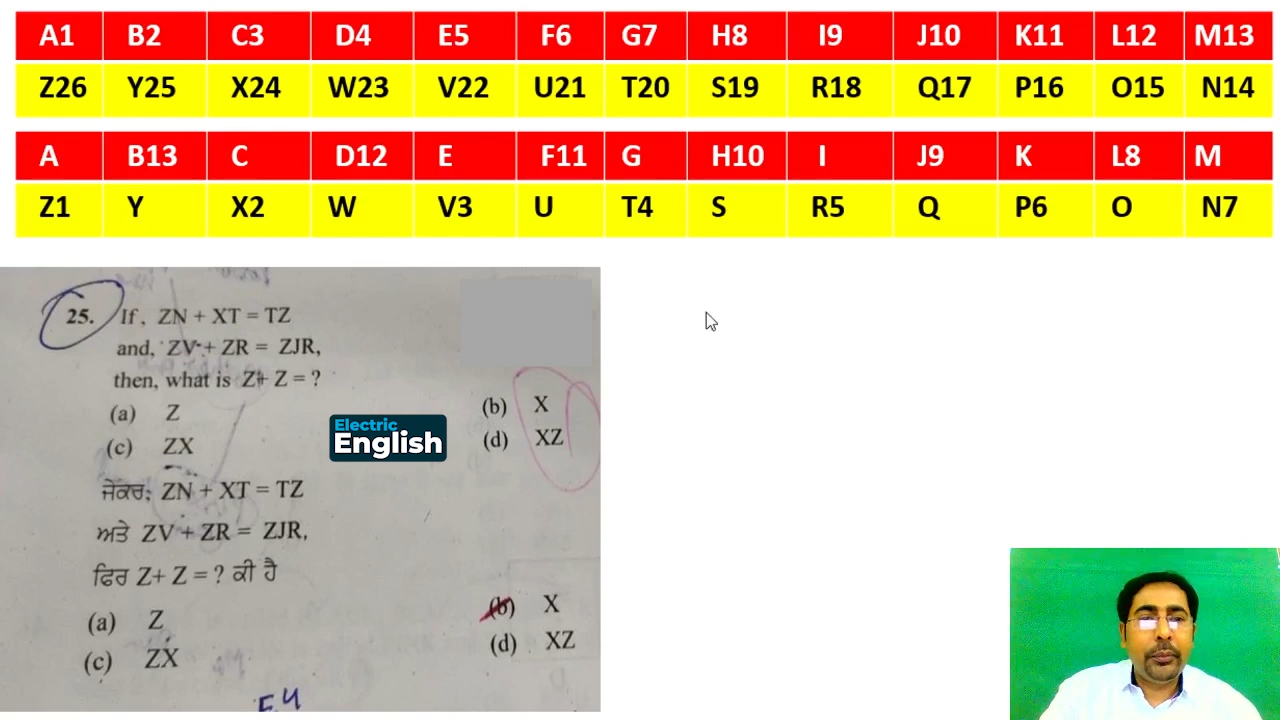 A1 B2 C3 D4 E5 F6 G7 H8 I9 J10 K11 L12 M13
Z26 Y25 X24 W23 V22 U21 T20 S19 R18 Q17 P16 O15 N14
A B13 C D12 E F11 G H10 I J9 K L8 M
Z1 Y X2 W V3 U T4 S R5 Q P6 O N7
25. If, ZN + XT = TZ
and, ZV + ZR = ZJR,
then, what is Z+ Z = ?
(a) Z (b) X
(c) ZX (d) XZ
Electric
English
ਜੇਕਰ; ZN + XT = TZ
ਅਤੇ ZV + ZR = ZJR,
ਫਿਰ Z+ Z = ? ਕੀ ਹੈ
(a) Z (b) X
(c) ZX (d) XZ